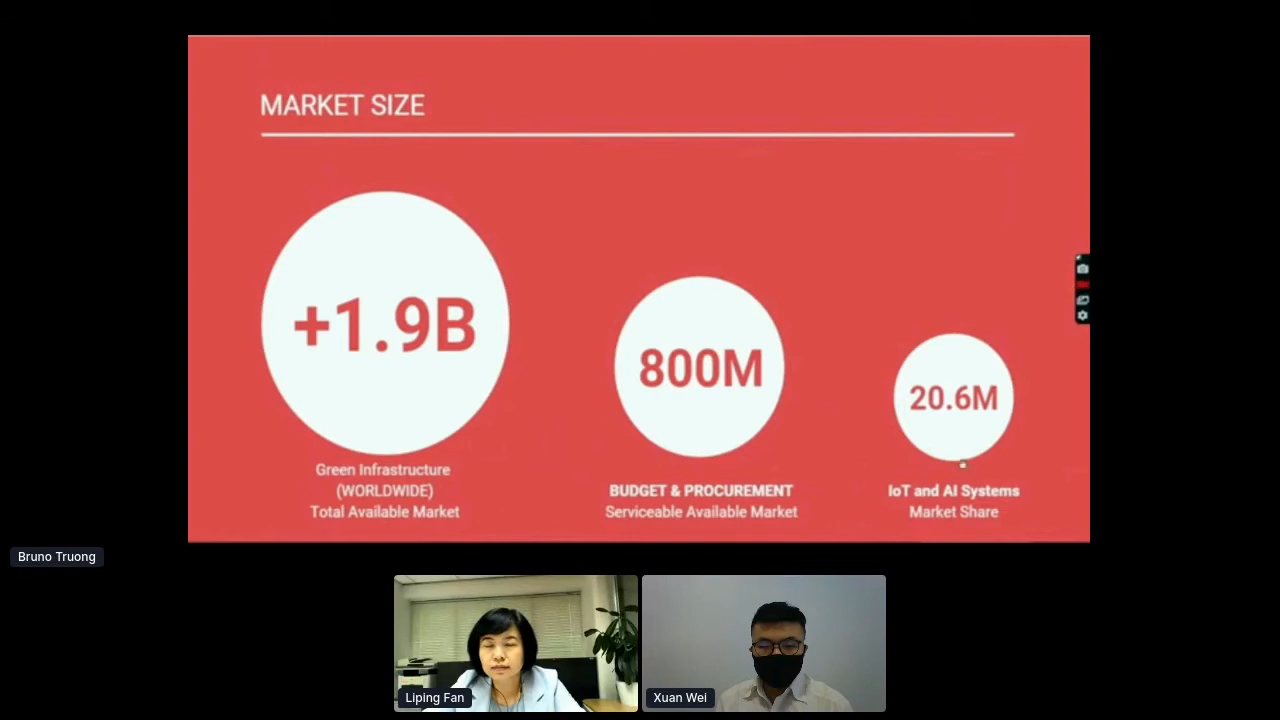 MARKET SIZE
+1.9B
Green Infrastructure
(WORLDWIDE)
Total Available Market
800M
BUDGET & PROCUREMENT
Serviceable Available Market
20.6M
IoT and AI Systems
Market Share
Bruno Truong
Liping Fan
Xuan Wei